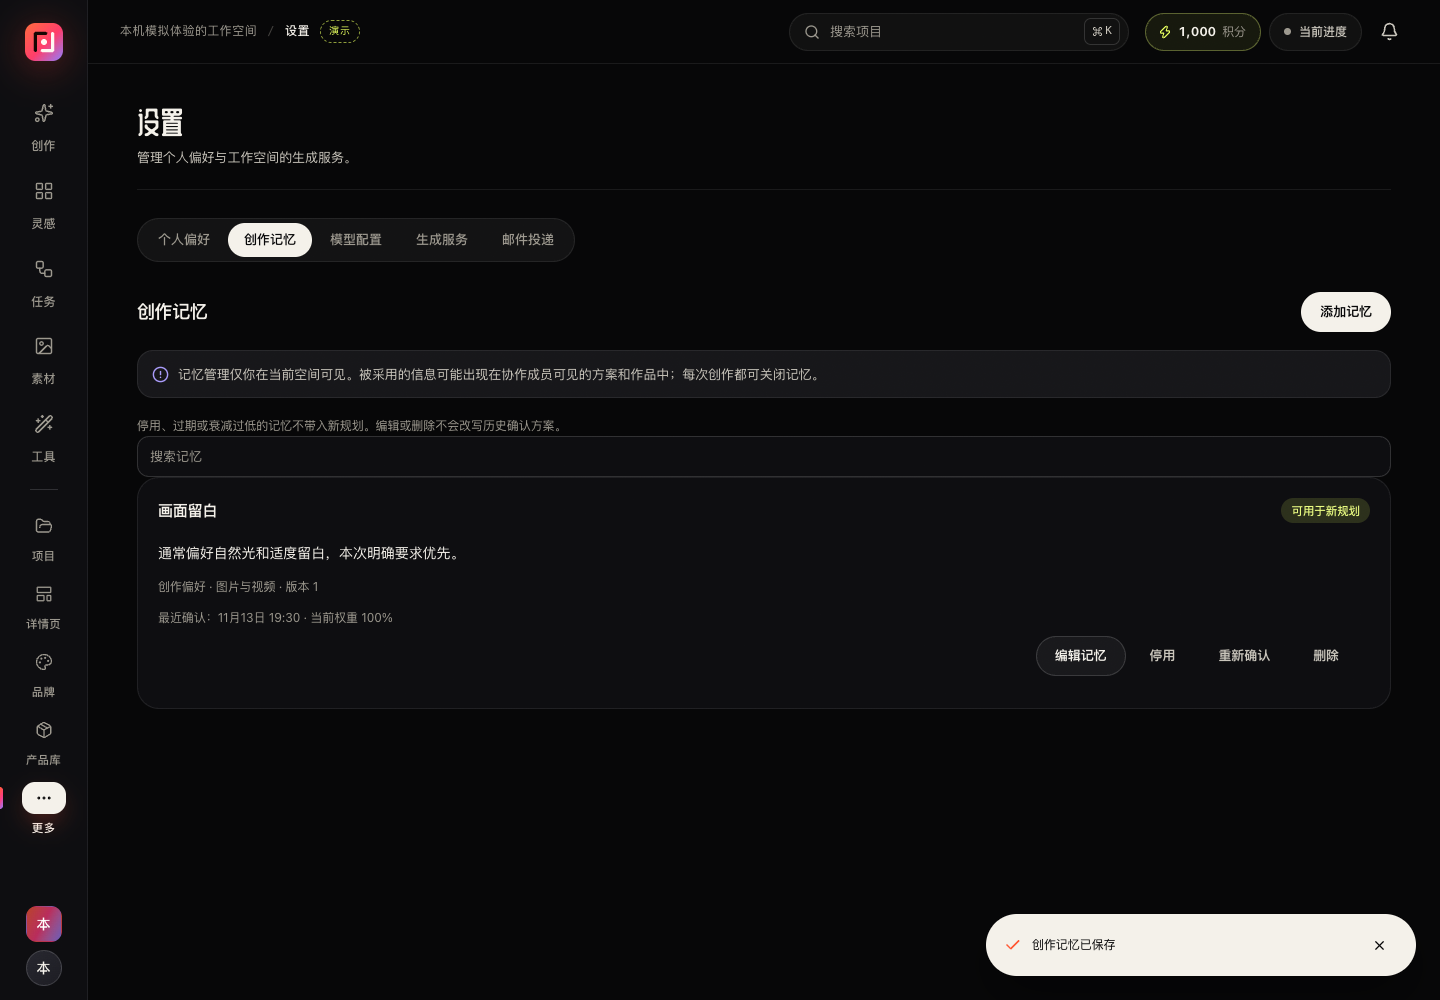 本机模拟体验的工作空间 / 设置 演示
搜索项目 ⌘K
1,000 积分
当前进度
创作
灵感
任务
素材
工具
项目
详情页
品牌
产品库
更多
本
本
设置
管理个人偏好与工作空间的生成服务。
个人偏好 创作记忆 模型配置 生成服务 邮件投递
创作记忆
添加记忆
记忆管理仅你在当前空间可见。被采用的信息可能出现在协作成员可见的方案和作品中；每次创作都可关闭记忆。
停用、过期或衰减过低的记忆不带入新规划。编辑或删除不会改写历史确认方案。
搜索记忆
画面留白
可用于新规划
通常偏好自然光和适度留白，本次明确要求优先。
创作偏好 · 图片与视频 · 版本 1
最近确认：11月13日 19:30 · 当前权重 100%
编辑记忆 停用 重新确认 删除
创作记忆已保存